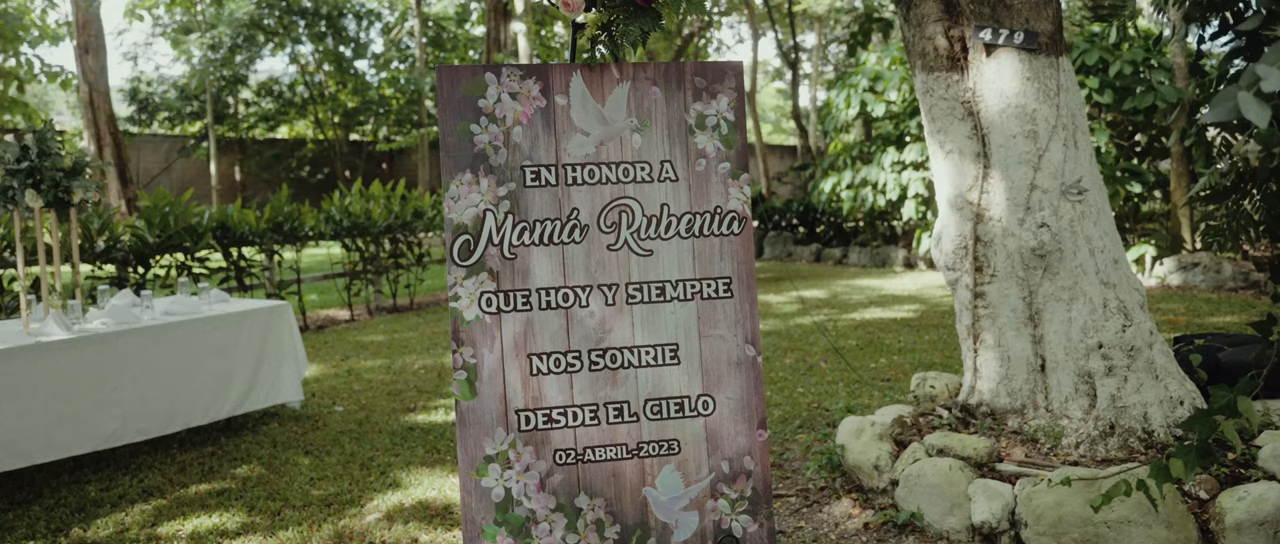 479
EN HONOR A
Mamá Rubenia
QUE HOY Y SIEMPRE
NOS SONRIE
DESDE EL CIELO
02-ABRIL-2023